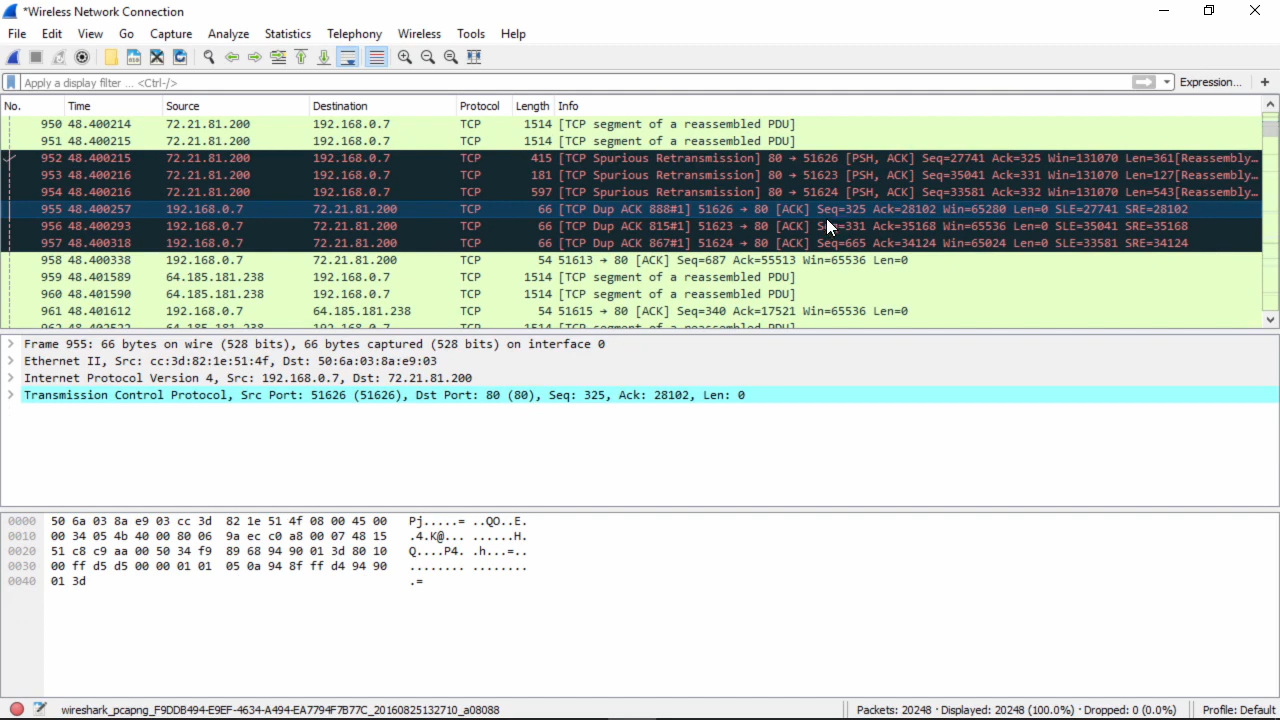 *Wireless Network Connection
File Edit View Go Capture Analyze Statistics Telephony Wireless Tools Help
Apply a display filter ... <Ctrl-/> Expression... +
No. Time Source Destination Protocol Length Info
950 48.400214 72.21.81.200 192.168.0.7 TCP 1514 [TCP segment of a reassembled PDU]
951 48.400215 72.21.81.200 192.168.0.7 TCP 1514 [TCP segment of a reassembled PDU]
952 48.400215 72.21.81.200 192.168.0.7 TCP 415 [TCP Spurious Retransmission] 80 → 51626 [PSH, ACK] Seq=27741 Ack=325 Win=131070 Len=361[Reassembly…
953 48.400216 72.21.81.200 192.168.0.7 TCP 181 [TCP Spurious Retransmission] 80 → 51623 [PSH, ACK] Seq=35041 Ack=331 Win=131070 Len=127[Reassembly…
954 48.400216 72.21.81.200 192.168.0.7 TCP 597 [TCP Spurious Retransmission] 80 → 51624 [PSH, ACK] Seq=33581 Ack=332 Win=131070 Len=543[Reassembly…
955 48.400257 192.168.0.7 72.21.81.200 TCP 66 [TCP Dup ACK 888#1] 51626 → 80 [ACK] Seq=325 Ack=28102 Win=65280 Len=0 SLE=27741 SRE=28102
956 48.400293 192.168.0.7 72.21.81.200 TCP 66 [TCP Dup ACK 815#1] 51623 → 80 [ACK] Seq=331 Ack=35168 Win=65536 Len=0 SLE=35041 SRE=35168
957 48.400318 192.168.0.7 72.21.81.200 TCP 66 [TCP Dup ACK 867#1] 51624 → 80 [ACK] Seq=665 Ack=34124 Win=65024 Len=0 SLE=33581 SRE=34124
958 48.400338 192.168.0.7 72.21.81.200 TCP 54 51613 → 80 [ACK] Seq=687 Ack=55513 Win=65536 Len=0
959 48.401589 64.185.181.238 192.168.0.7 TCP 1514 [TCP segment of a reassembled PDU]
960 48.401590 64.185.181.238 192.168.0.7 TCP 1514 [TCP segment of a reassembled PDU]
961 48.401612 192.168.0.7 64.185.181.238 TCP 54 51615 → 80 [ACK] Seq=340 Ack=17521 Win=65536 Len=0
962 48.402522 64.185.181.238 192.168.0.7 TCP 1514 [TCP segment of a reassembled PDU]
Frame 955: 66 bytes on wire (528 bits), 66 bytes captured (528 bits) on interface 0
Ethernet II, Src: cc:3d:82:1e:51:4f, Dst: 50:6a:03:8a:e9:03
Internet Protocol Version 4, Src: 192.168.0.7, Dst: 72.21.81.200
Transmission Control Protocol, Src Port: 51626 (51626), Dst Port: 80 (80), Seq: 325, Ack: 28102, Len: 0
0000 50 6a 03 8a e9 03 cc 3d 82 1e 51 4f 08 00 45 00 Pj.....= ..QO..E.
0010 00 34 05 4b 40 00 80 06 9a ec c0 a8 00 07 48 15 .4.K@... ......H.
0020 51 c8 c9 aa 00 50 34 f9 89 68 94 90 01 3d 80 10 Q....P4. .h...=..
0030 00 ff d5 d5 00 00 01 01 05 0a 94 8f ff d4 94 90 ........ ........
0040 01 3d .=
wireshark_pcapng_F9DDB494-E9EF-4634-A494-EA7794F7B77C_20160825132710_a08088 Packets: 20248 · Displayed: 20248 (100.0%) · Dropped: 0 (0.0%) Profile: Default